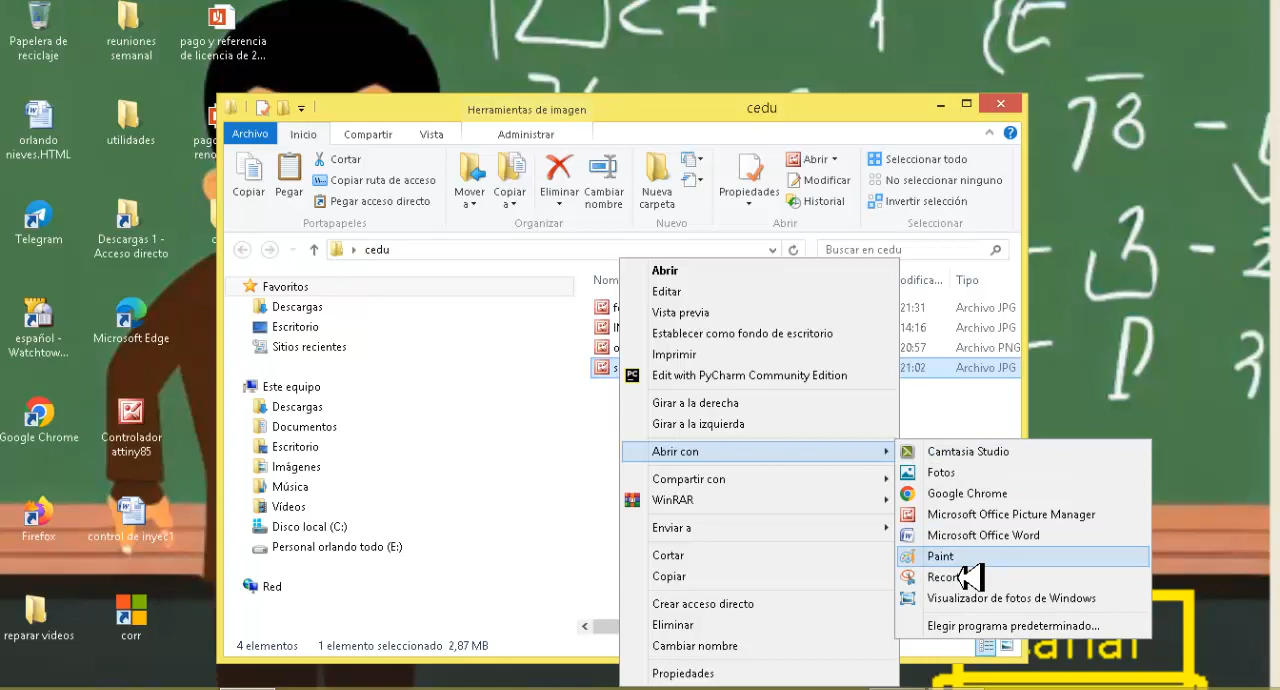 Papelera de
reciclaje
reuniones
semanal
pago y referencia
de licencia de 2...
orlando
nieves.HTML
utilidades
pago
reno
Telegram
Descargas 1 -
Acceso directo
español -
Watchtow...
Microsoft Edge
Google Chrome
Controlador
attiny85
Firefox
control de inyec1
reparar videos
corr
Herramientas de imagen
cedu
Archivo
Inicio
Compartir
Vista
Administrar
Copiar
Pegar
Cortar
Copiar ruta de acceso
Pegar acceso directo
Portapapeles
Mover
a
Copiar
a
Eliminar
Cambiar
nombre
Organizar
Nueva
carpeta
Nuevo
Propiedades
Abrir
Modificar
Historial
Abrir
Seleccionar todo
No seleccionar ninguno
Invertir selección
Seleccionar
cedu
Buscar en cedu
Favoritos
Descargas
Escritorio
Sitios recientes
Este equipo
Descargas
Documentos
Escritorio
Imágenes
Música
Vídeos
Disco local (C:)
Personal orlando todo (E:)
Red
Nom
odifica...
Tipo
21:31 Archivo JPG
14:16 Archivo JPG
20:57 Archivo PNG
21:02 Archivo JPG
4 elementos
1 elemento seleccionado 2,87 MB
Abrir
Editar
Vista previa
Establecer como fondo de escritorio
Imprimir
PC Edit with PyCharm Community Edition
Girar a la derecha
Girar a la izquierda
Abrir con
Compartir con
WinRAR
Enviar a
Cortar
Copiar
Crear acceso directo
Eliminar
Cambiar nombre
Propiedades
Camtasia Studio
Fotos
Google Chrome
Microsoft Office Picture Manager
Microsoft Office Word
Paint
Recor
Visualizador de fotos de Windows
Elegir programa predeterminado...